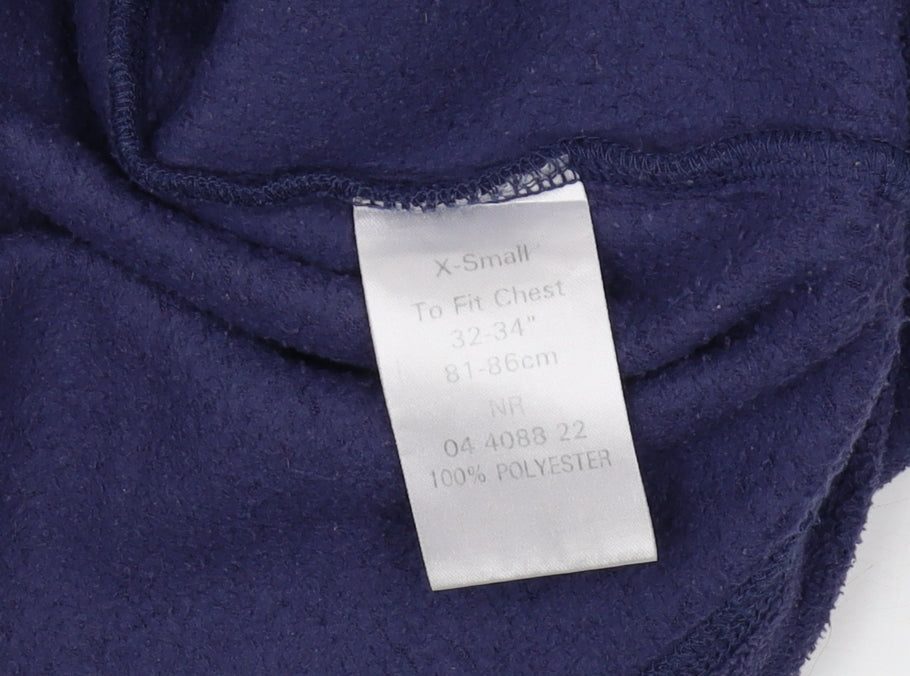 X-Small
To Fit Chest
32-34"
81-86cm
NR
04 4088 22
100% POLYESTER